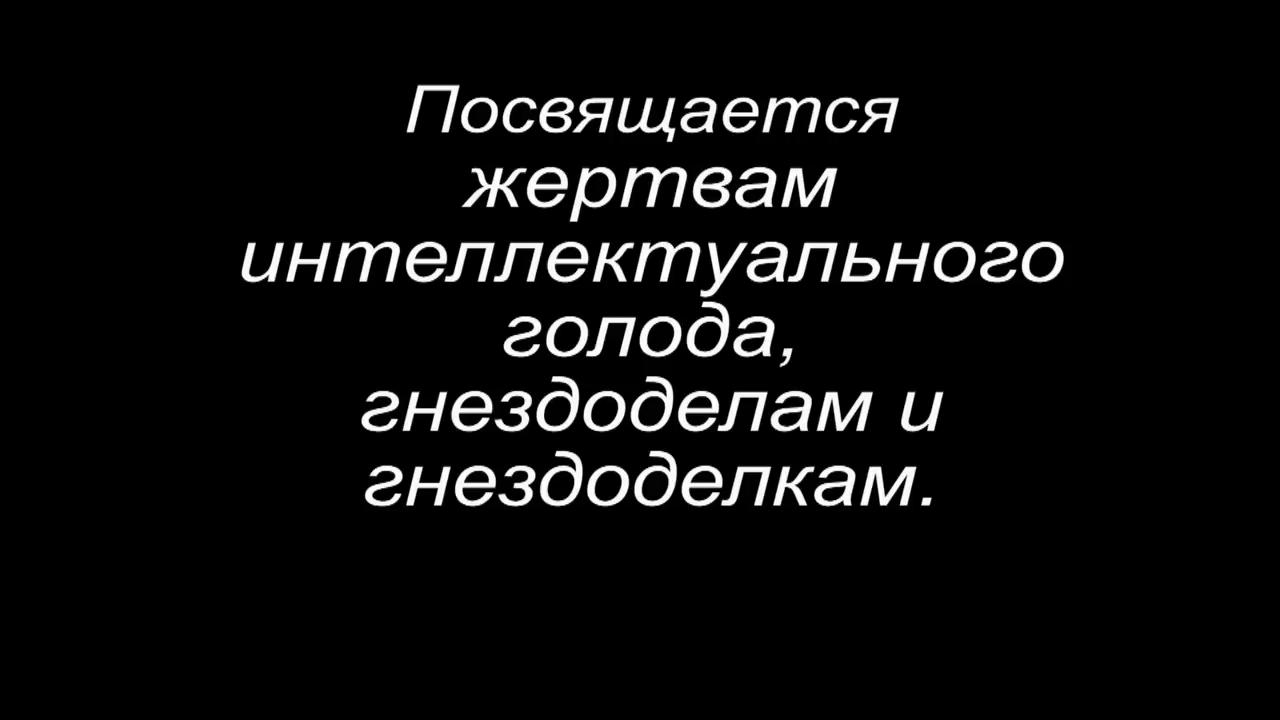 Посвящается
жертвам
интеллектуального
голода,
гнездоделам и
гнездоделкам.